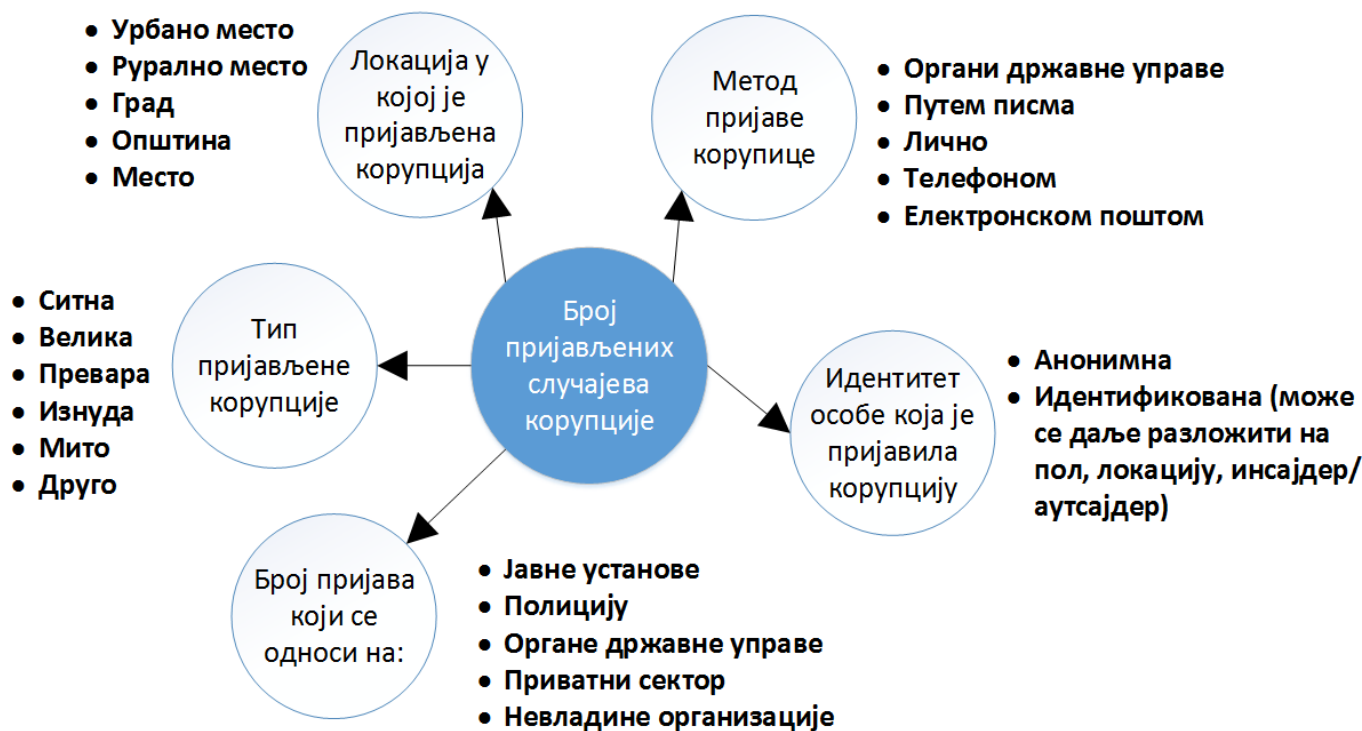 • Урбано место
• Рурално место
• Град
• Општина
• Место
Локација у
којој је
пријављена
корупција
Метод
пријаве
корупице
• Органи државне управе
• Путем писма
• Лично
• Телефоном
• Електронском поштом
• Ситна
• Велика
• Превара
• Изнуда
• Мито
• Друго
Тип
пријављене
корупције
Број
пријављених
случајева
корупције
Идентитет
особе која је
пријавила
корупцију
• Анонимна
• Идентификована (може
се даље разложити на
пол, локацију, инсајдер/
аутсајдер)
Број пријава
који се
односи на:
• Јавне установе
• Полицију
• Органе државне управе
• Приватни сектор
• Невладине организације